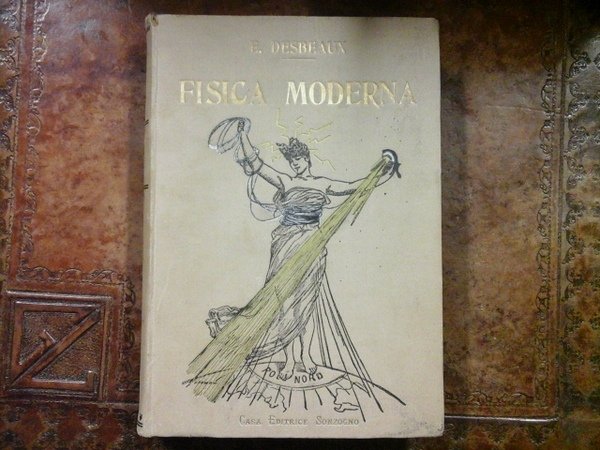 E. DESBEAUX
FISICA MODERNA
POLO NORD
CASA EDITRICE SONZOGNO